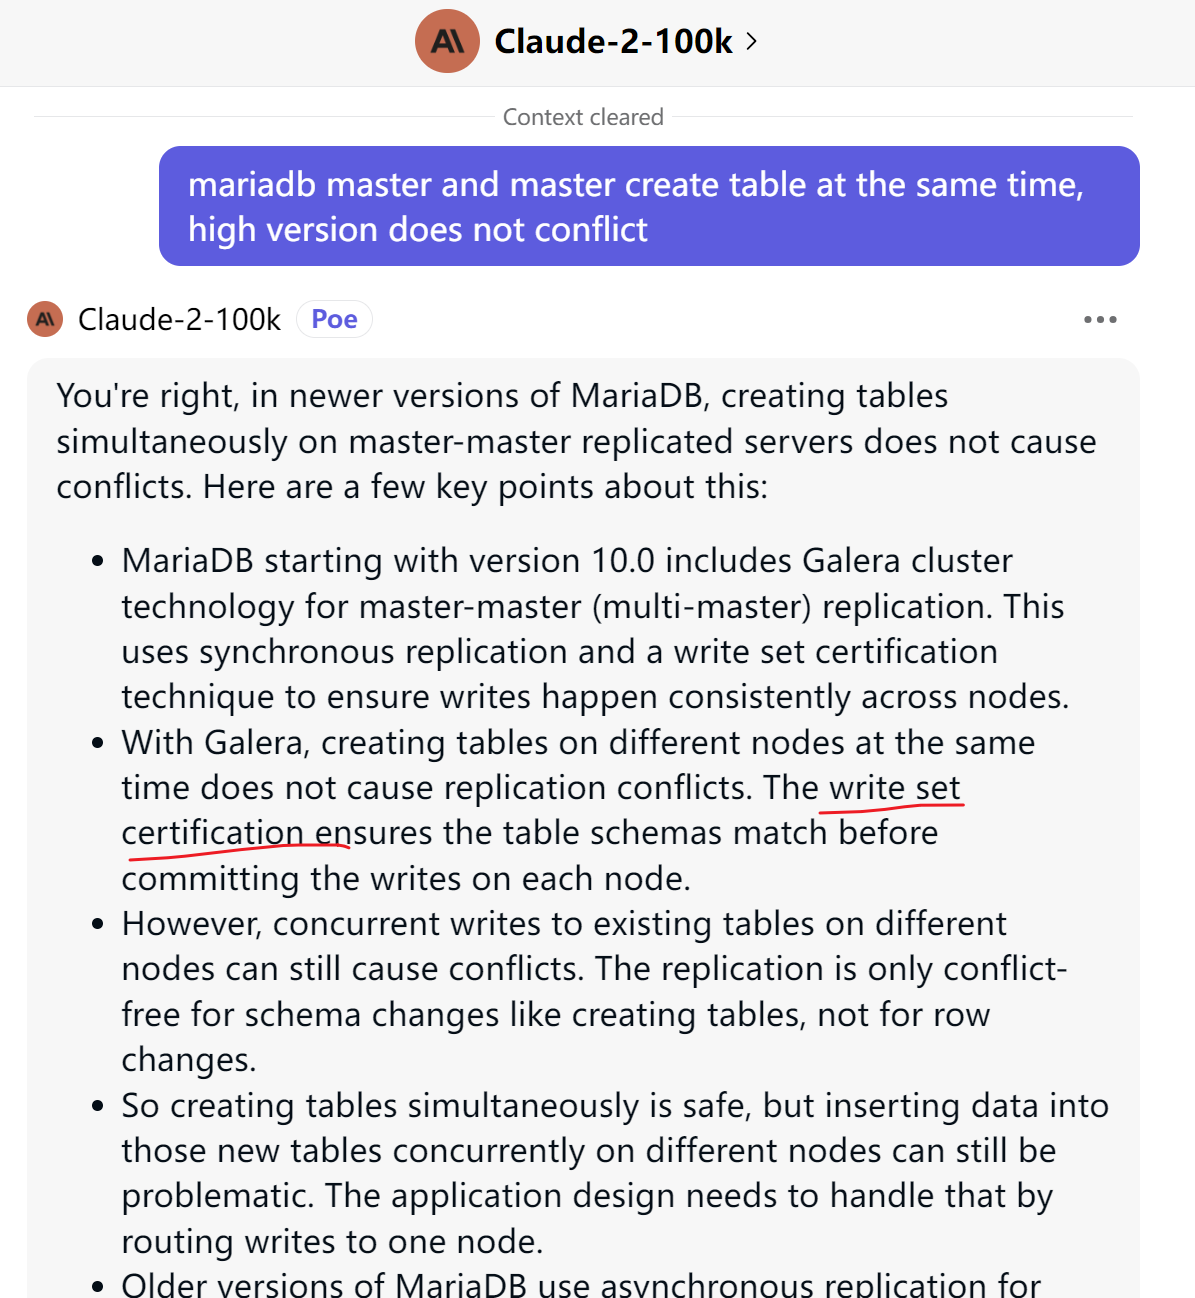 Claude-2-100k
Context cleared
mariadb master and master create table at the same time,
high version does not conflict
Claude-2-100k Poe
You're right, in newer versions of MariaDB, creating tables
simultaneously on master-master replicated servers does not cause
conflicts. Here are a few key points about this:
• MariaDB starting with version 10.0 includes Galera cluster
technology for master-master (multi-master) replication. This
uses synchronous replication and a write set certification
technique to ensure writes happen consistently across nodes.
• With Galera, creating tables on different nodes at the same
time does not cause replication conflicts. The write set
certification ensures the table schemas match before
committing the writes on each node.
• However, concurrent writes to existing tables on different
nodes can still cause conflicts. The replication is only conflict-
free for schema changes like creating tables, not for row
changes.
• So creating tables simultaneously is safe, but inserting data into
those new tables concurrently on different nodes can still be
problematic. The application design needs to handle that by
routing writes to one node.
• Older versions of MariaDB use asynchronous replication for